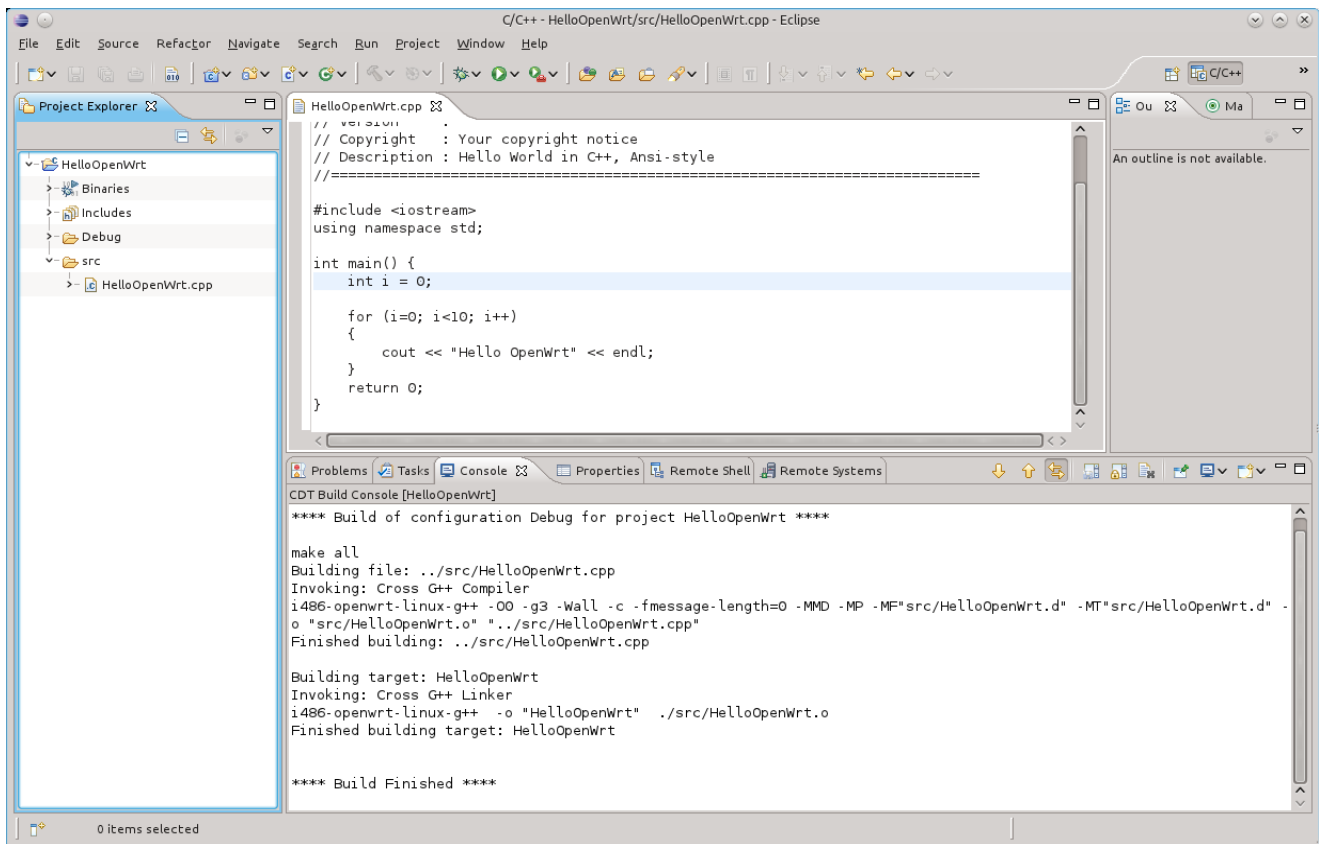 C/C++ - HelloOpenWrt/src/HelloOpenWrt.cpp - Eclipse
File Edit Source Refactor Navigate Search Run Project Window Help
C/C++
Project Explorer
HelloOpenWrt
Binaries
Includes
Debug
src
HelloOpenWrt.cpp
HelloOpenWrt.cpp
// Version     :
// Copyright   : Your copyright notice
// Description : Hello World in C++, Ansi-style
//============================================================================
#include <iostream>
using namespace std;
int main() {
    int i = 0;
    for (i=0; i<10; i++)
    {
        cout << "Hello OpenWrt" << endl;
    }
    return 0;
}
Ou Ma
An outline is not available.
Problems Tasks Console Properties Remote Shell Remote Systems
CDT Build Console [HelloOpenWrt]
**** Build of configuration Debug for project HelloOpenWrt ****
make all
Building file: ../src/HelloOpenWrt.cpp
Invoking: Cross G++ Compiler
i486-openwrt-linux-g++ -O0 -g3 -Wall -c -fmessage-length=0 -MMD -MP -MF"src/HelloOpenWrt.d" -MT"src/HelloOpenWrt.d" -
o "src/HelloOpenWrt.o" "../src/HelloOpenWrt.cpp"
Finished building: ../src/HelloOpenWrt.cpp
Building target: HelloOpenWrt
Invoking: Cross G++ Linker
i486-openwrt-linux-g++  -o "HelloOpenWrt"  ./src/HelloOpenWrt.o
Finished building target: HelloOpenWrt
**** Build Finished ****
0 items selected